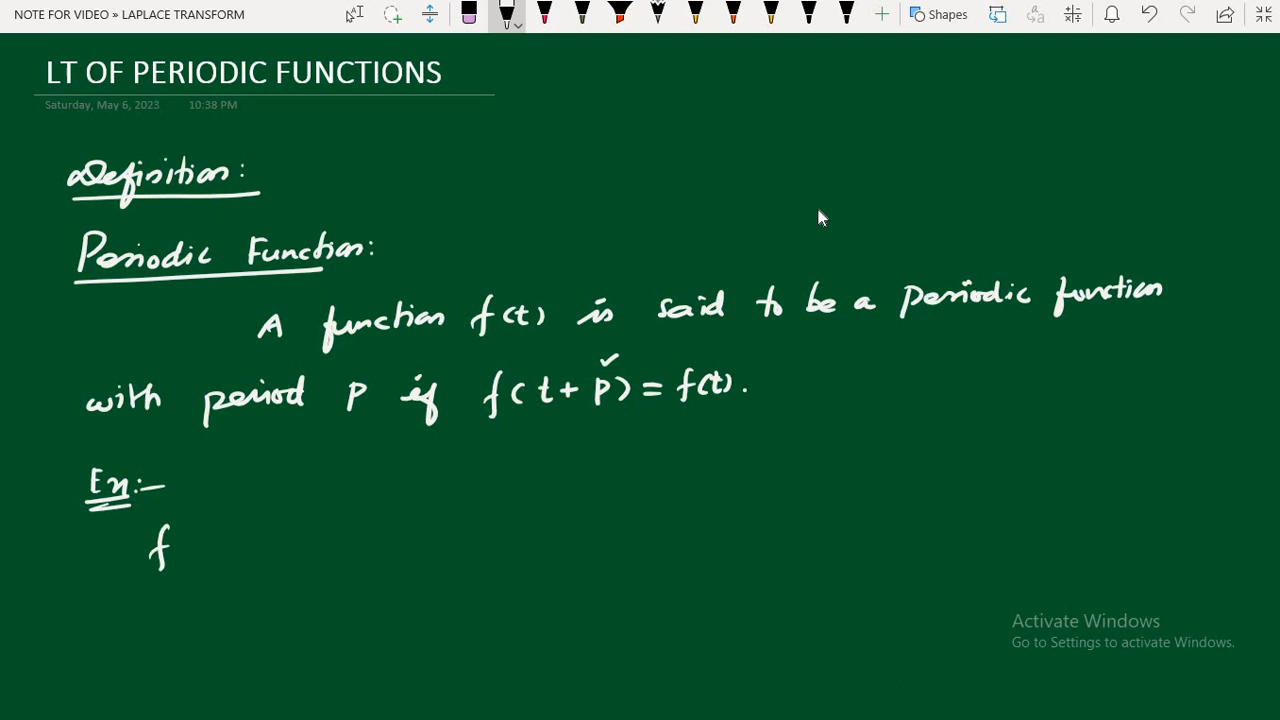 NOTE FOR VIDEO » LAPLACE TRANSFORM
Shapes
LT OF PERIODIC FUNCTIONS
Saturday, May 6, 2023 10:38 PM
Definition:
Periodic Function:
A function f(t) is said to be a periodic function
with period P if f(t+p) = f(t).
Ex:-
f
Activate Windows
Go to Settings to activate Windows.